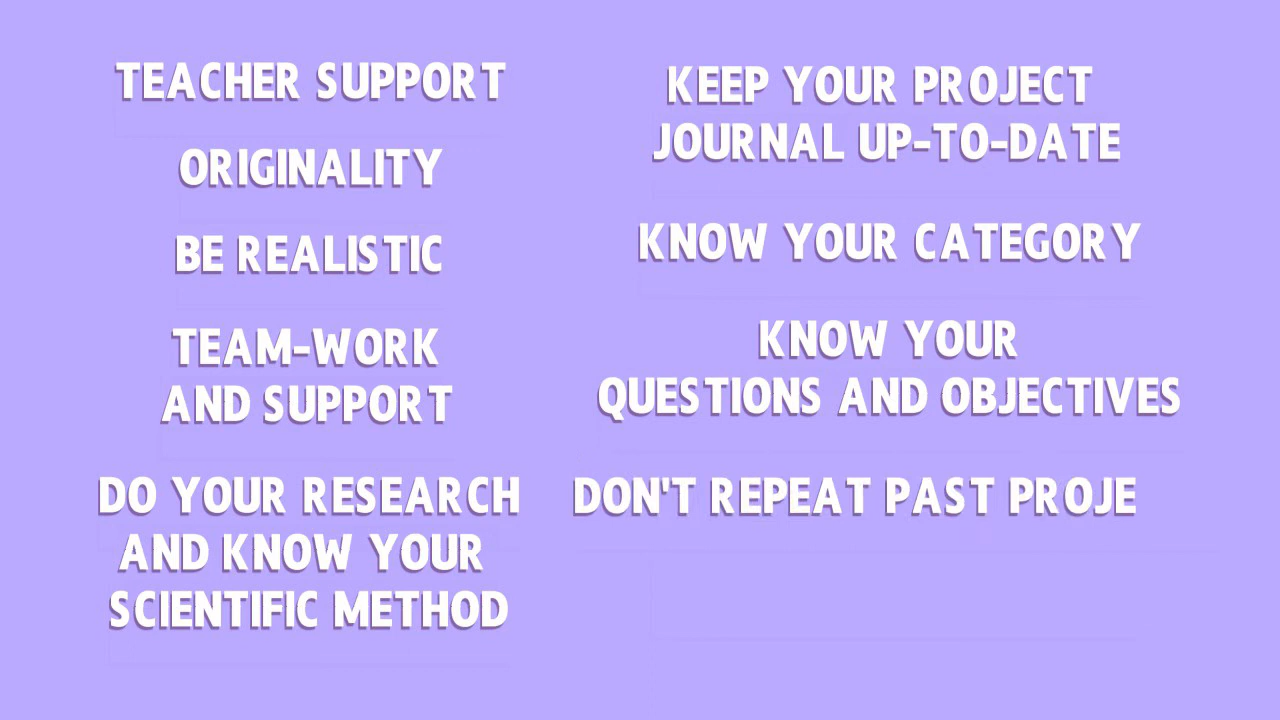 TEACHER SUPPORT
ORIGINALITY
BE REALISTIC
TEAM-WORK
AND SUPPORT
DO YOUR RESEARCH
AND KNOW YOUR
SCIENTIFIC METHOD
KEEP YOUR PROJECT
JOURNAL UP-TO-DATE
KNOW YOUR CATEGORY
KNOW YOUR
QUESTIONS AND OBJECTIVES
DON'T REPEAT PAST PROJE